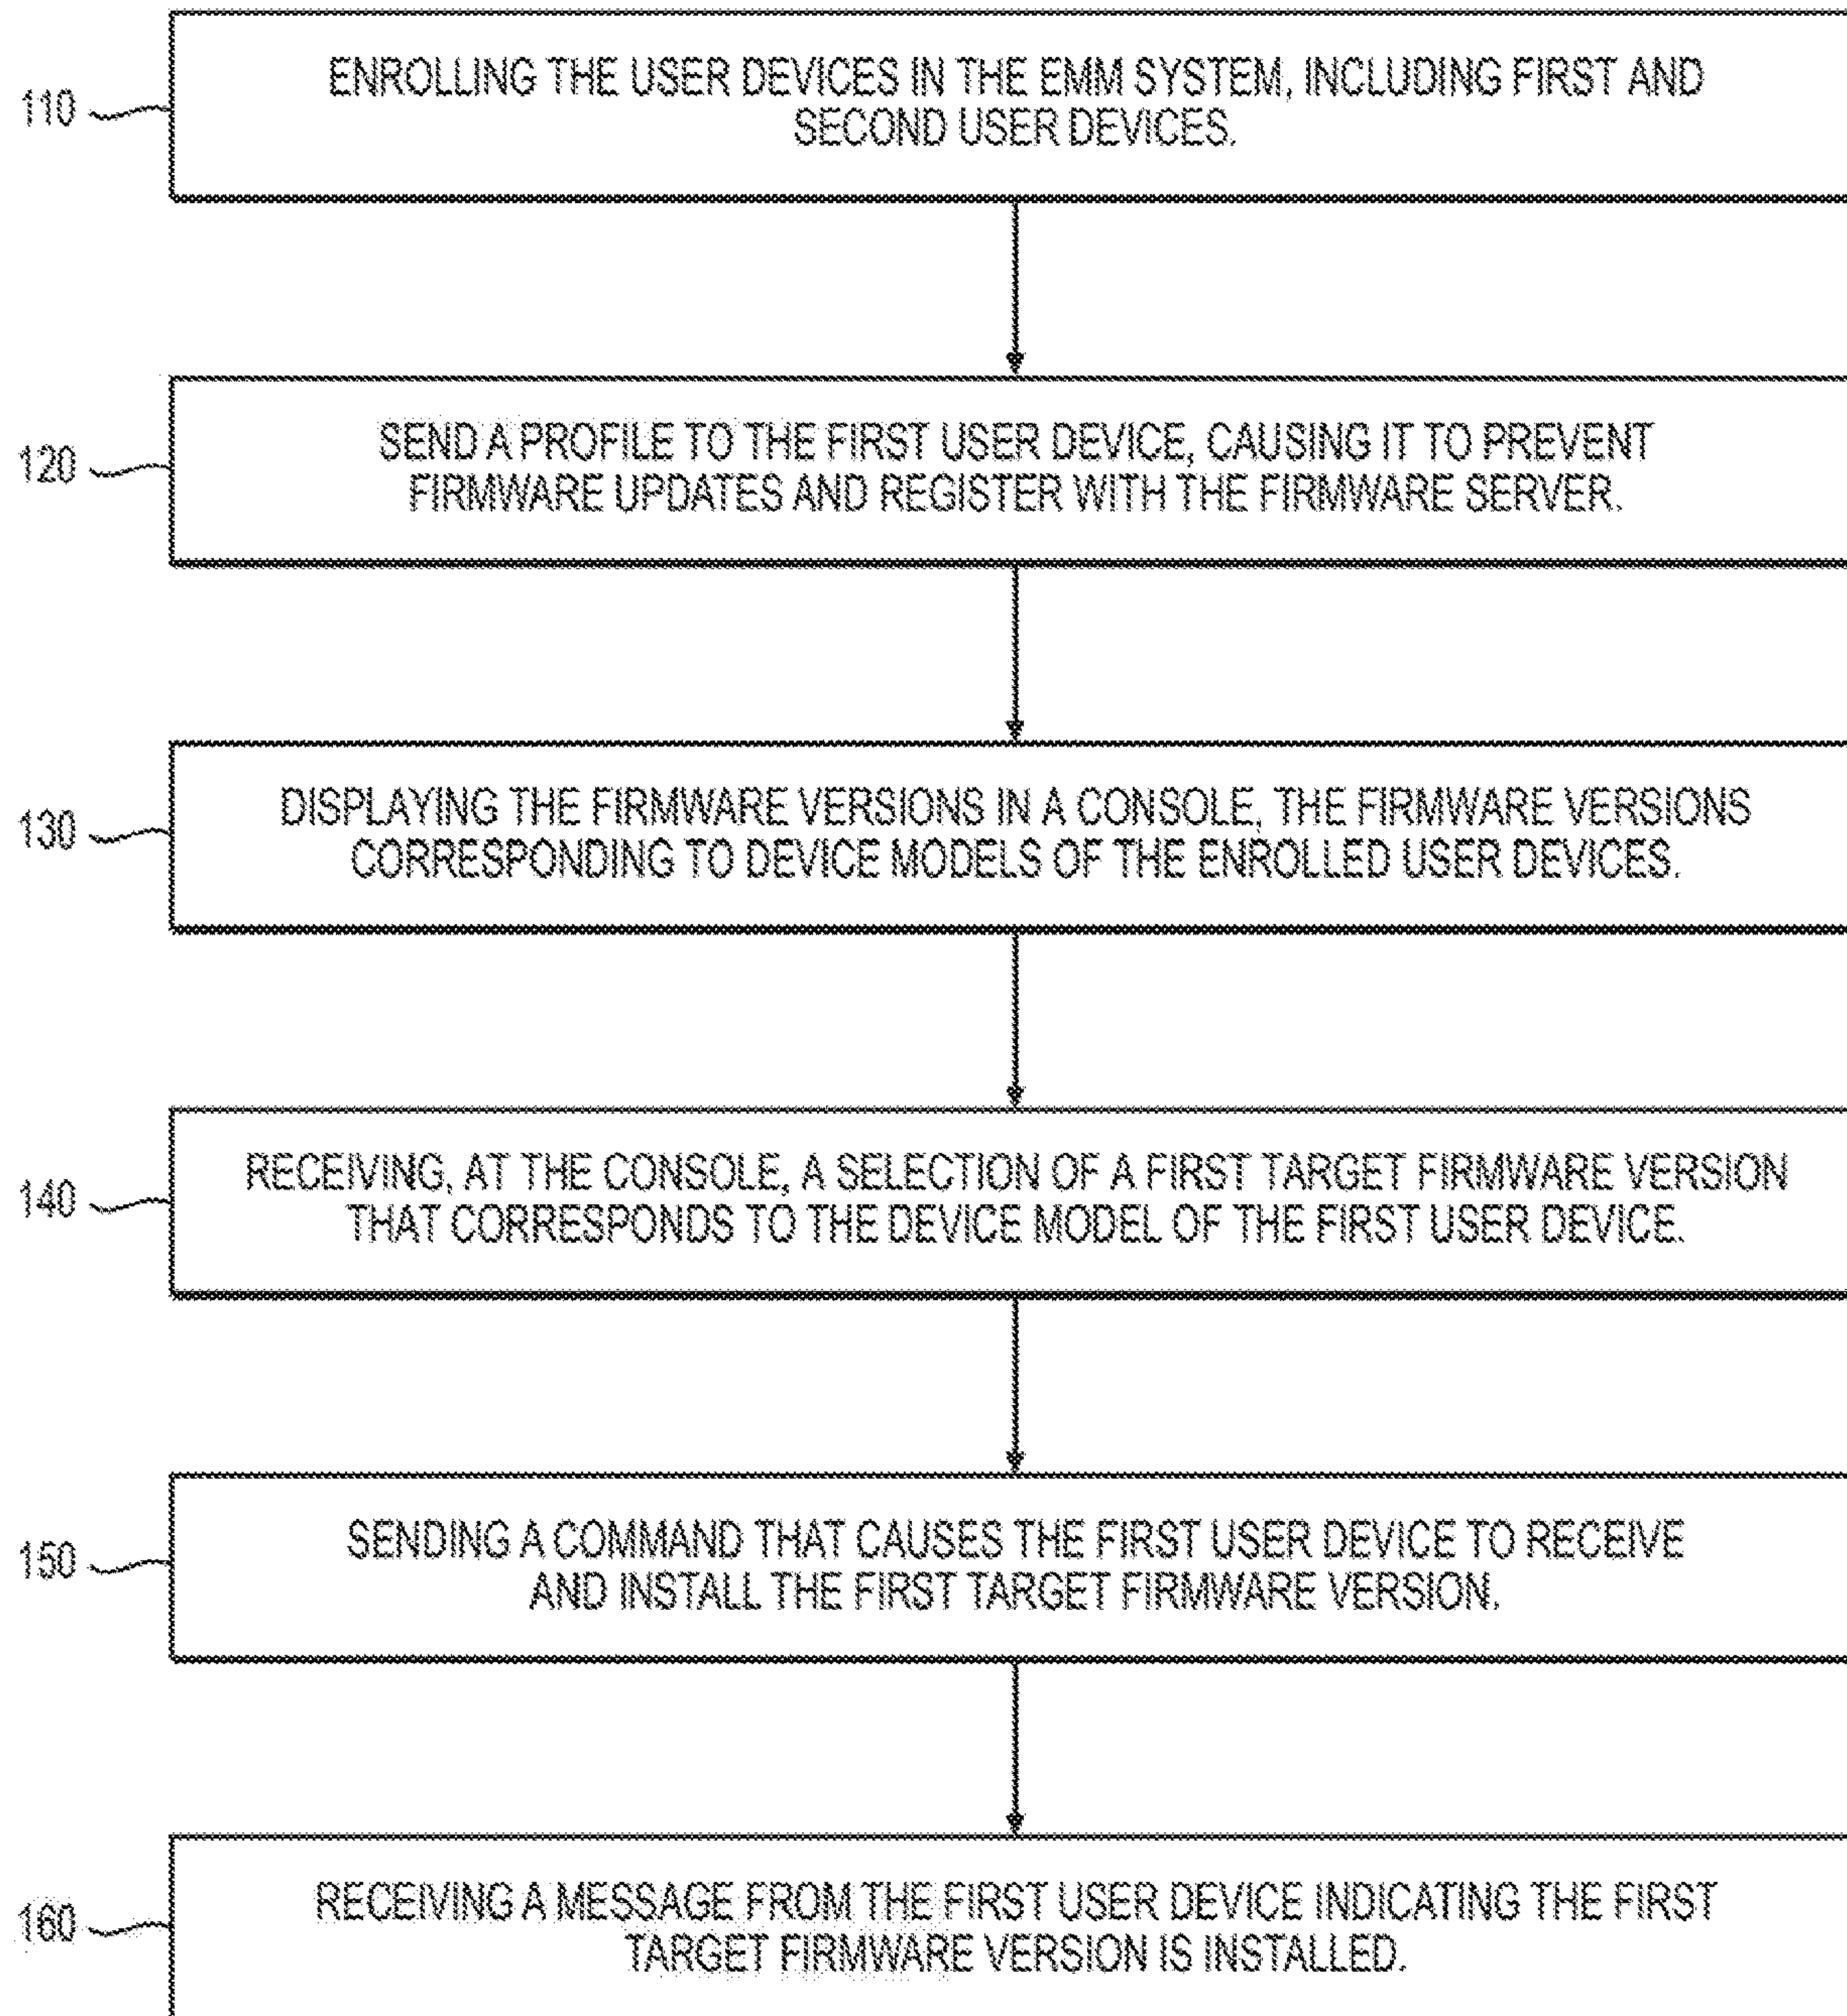 110
ENROLLING THE USER DEVICES IN THE EMM SYSTEM, INCLUDING FIRST AND
SECOND USER DEVICES.
120
SEND A PROFILE TO THE FIRST USER DEVICE, CAUSING IT TO PREVENT
FIRMWARE UPDATES AND REGISTER WITH THE FIRMWARE SERVER.
130
DISPLAYING THE FIRMWARE VERSIONS IN A CONSOLE, THE FIRMWARE VERSIONS
CORRESPONDING TO DEVICE MODELS OF THE ENROLLED USER DEVICES.
140
RECEIVING, AT THE CONSOLE, A SELECTION OF A FIRST TARGET FIRMWARE VERSION
THAT CORRESPONDS TO THE DEVICE MODEL OF THE FIRST USER DEVICE.
150
SENDING A COMMAND THAT CAUSES THE FIRST USER DEVICE TO RECEIVE
AND INSTALL THE FIRST TARGET FIRMWARE VERSION.
160
RECEIVING A MESSAGE FROM THE FIRST USER DEVICE INDICATING THE FIRST
TARGET FIRMWARE VERSION IS INSTALLED.